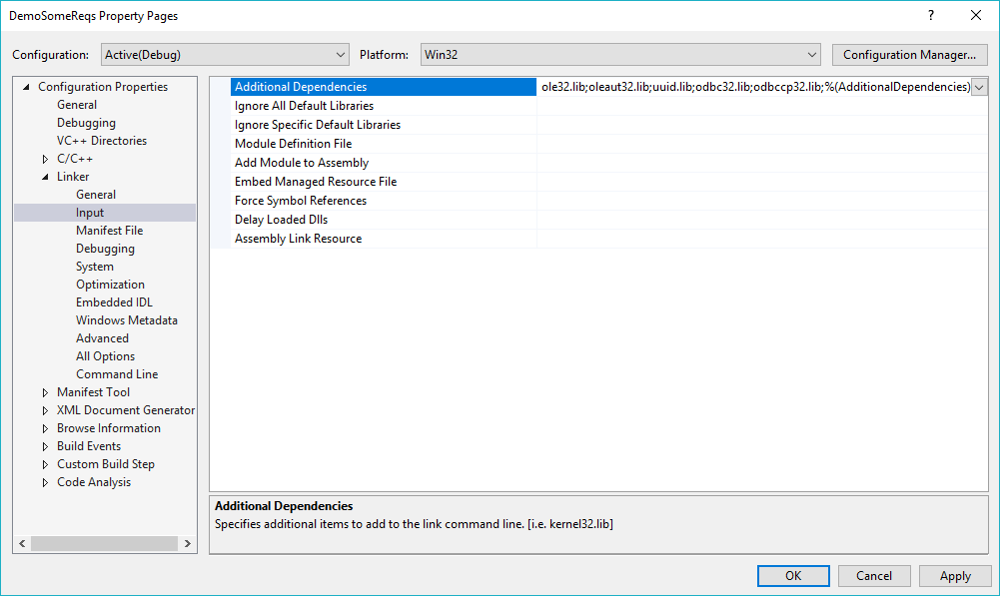 DemoSomeReqs Property Pages
?
Configuration: Active(Debug) Platform: Win32 Configuration Manager...
Configuration Properties
General
Debugging
VC++ Directories
C/C++
Linker
General
Input
Manifest File
Debugging
System
Optimization
Embedded IDL
Windows Metadata
Advanced
All Options
Command Line
Manifest Tool
XML Document Generator
Browse Information
Build Events
Custom Build Step
Code Analysis
Additional Dependencies ole32.lib;oleaut32.lib;uuid.lib;odbc32.lib;odbccp32.lib;%(AdditionalDependencies)
Ignore All Default Libraries
Ignore Specific Default Libraries
Module Definition File
Add Module to Assembly
Embed Managed Resource File
Force Symbol References
Delay Loaded Dlls
Assembly Link Resource
Additional Dependencies
Specifies additional items to add to the link command line. [i.e. kernel32.lib]
OK Cancel Apply